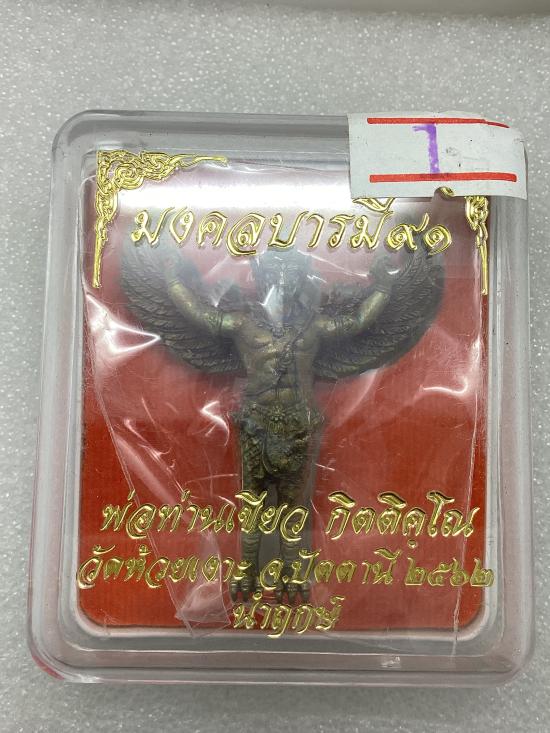 1
มงคลบารมี๙๑
พ่อท่านเขียว กิตติคุโณ
วัดห้วยเงาะ จ.ปัตตานี ๒๕๖๒
นำฤกษ์